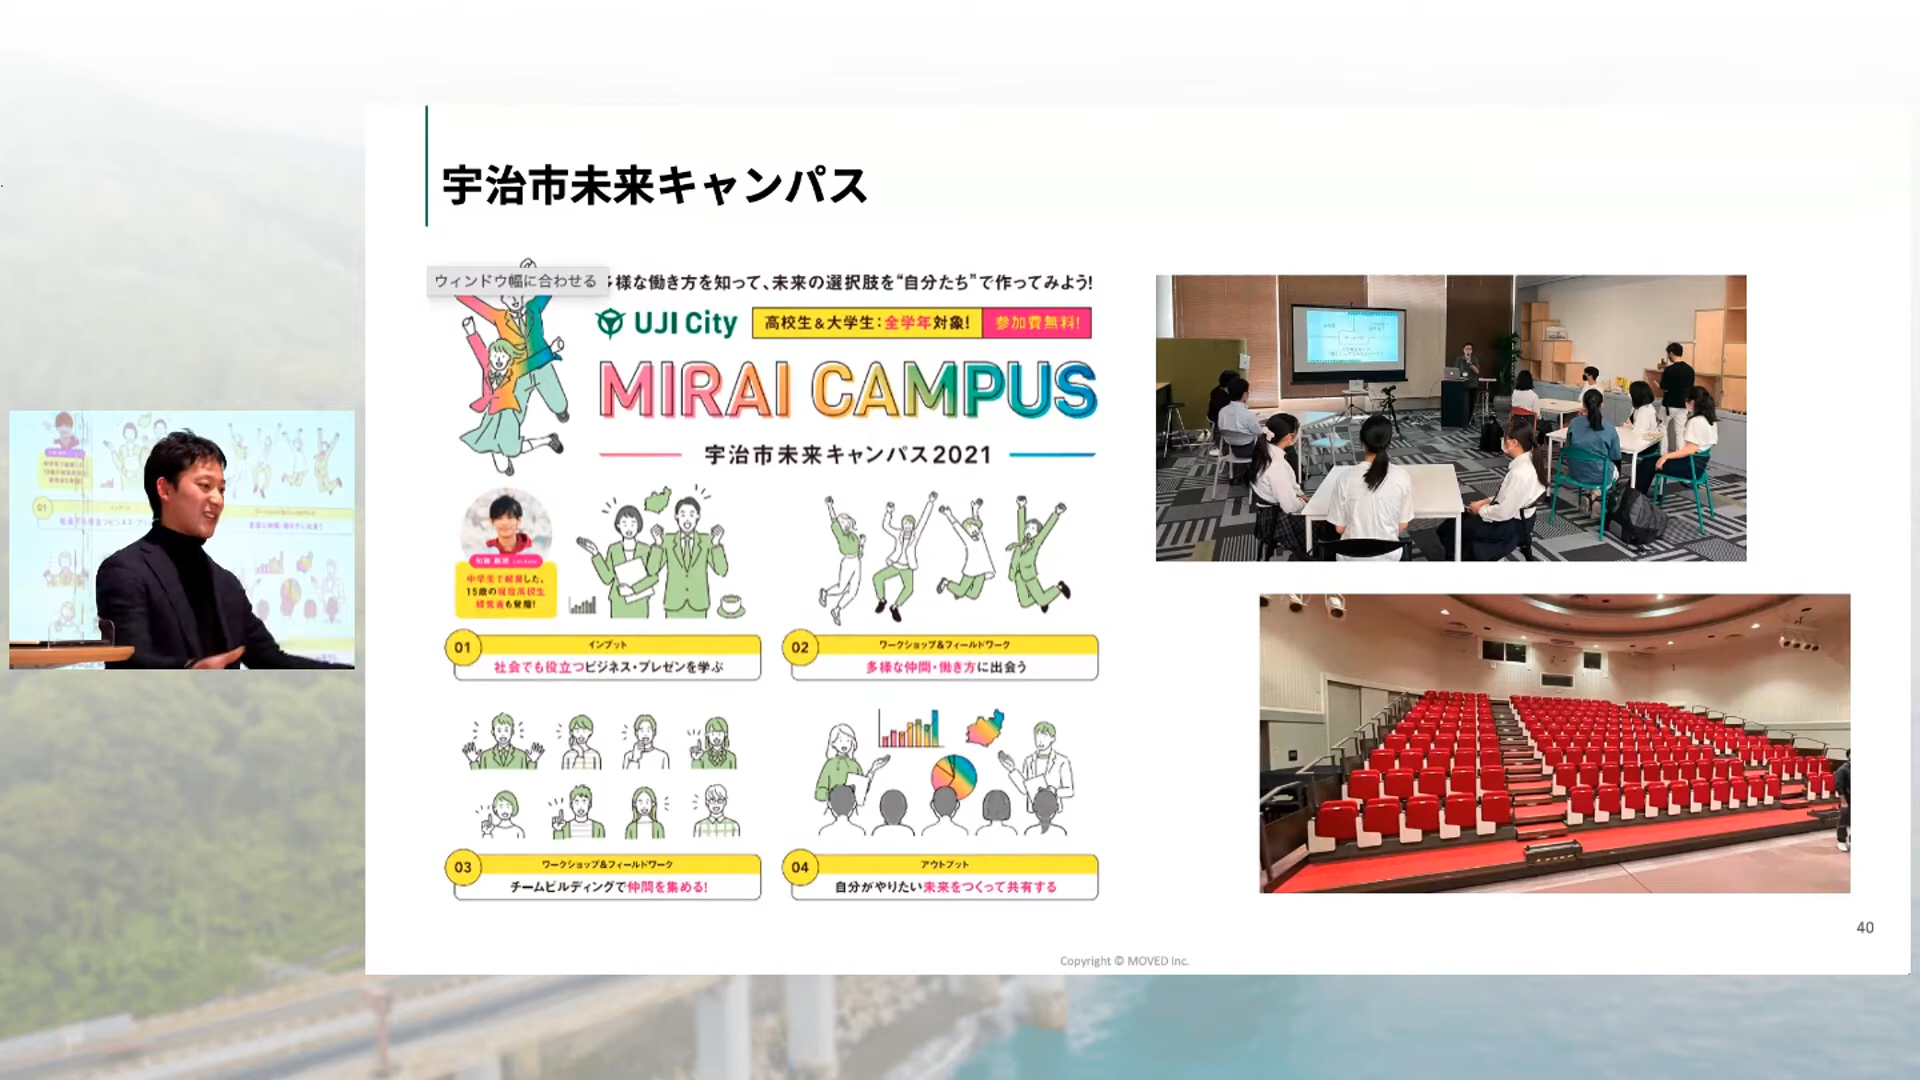 宇治市未来キャンパス
ウィンドウ幅に合わせる
様な働き方を知って、未来の選択肢を“自分たち”で作ってみよう!
UJI City
高校生&大学生:全学年対象!
参加費無料!
MIRAI CAMPUS
宇治市未来キャンパス2021
中学生で起業した、
15歳の現役高校生
経営者も登壇!
01
インプット
社会でも役立つビジネス・プレゼンを学ぶ
02
ワークショップ&フィールドワーク
多様な仲間・働き方に出会う
03
ワークショップ&フィールドワーク
チームビルディングで仲間を集める!
04
アウトプット
自分がやりたい未来をつくって共有する
40
Copyright © MOVED Inc.